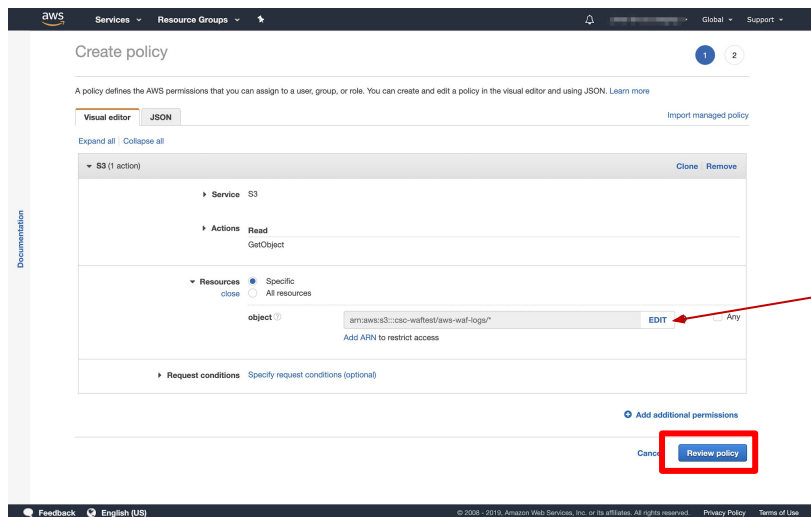 aws Services Resource Groups Global Support
Create policy 1 2
A policy defines the AWS permissions that you can assign to a user, group, or role. You can create and edit a policy in the visual editor and using JSON. Learn more
Visual editor JSON Import managed policy
Expand all Collapse all
S3 (1 action) Clone Remove
Service S3
Actions Read
GetObject
Documentation
Resources Specific
close All resources
object ? arn:aws:s3:::csc-waftest/aws-waf-logs/* EDIT Any
Add ARN to restrict access
Request conditions Specify request conditions (optional)
Add additional permissions
Review policy
Feedback English (US) © 2008 - 2019, Amazon Web Services, Inc. or its affiliates. All rights reserved. Privacy Policy Terms of Use